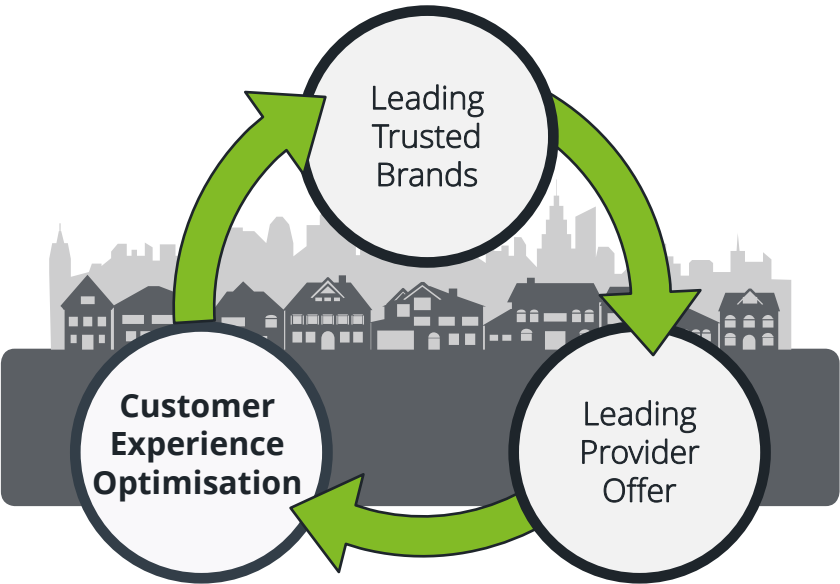 Leading
Trusted
Brands
Customer
Experience
Optimisation
Leading
Provider
Offer